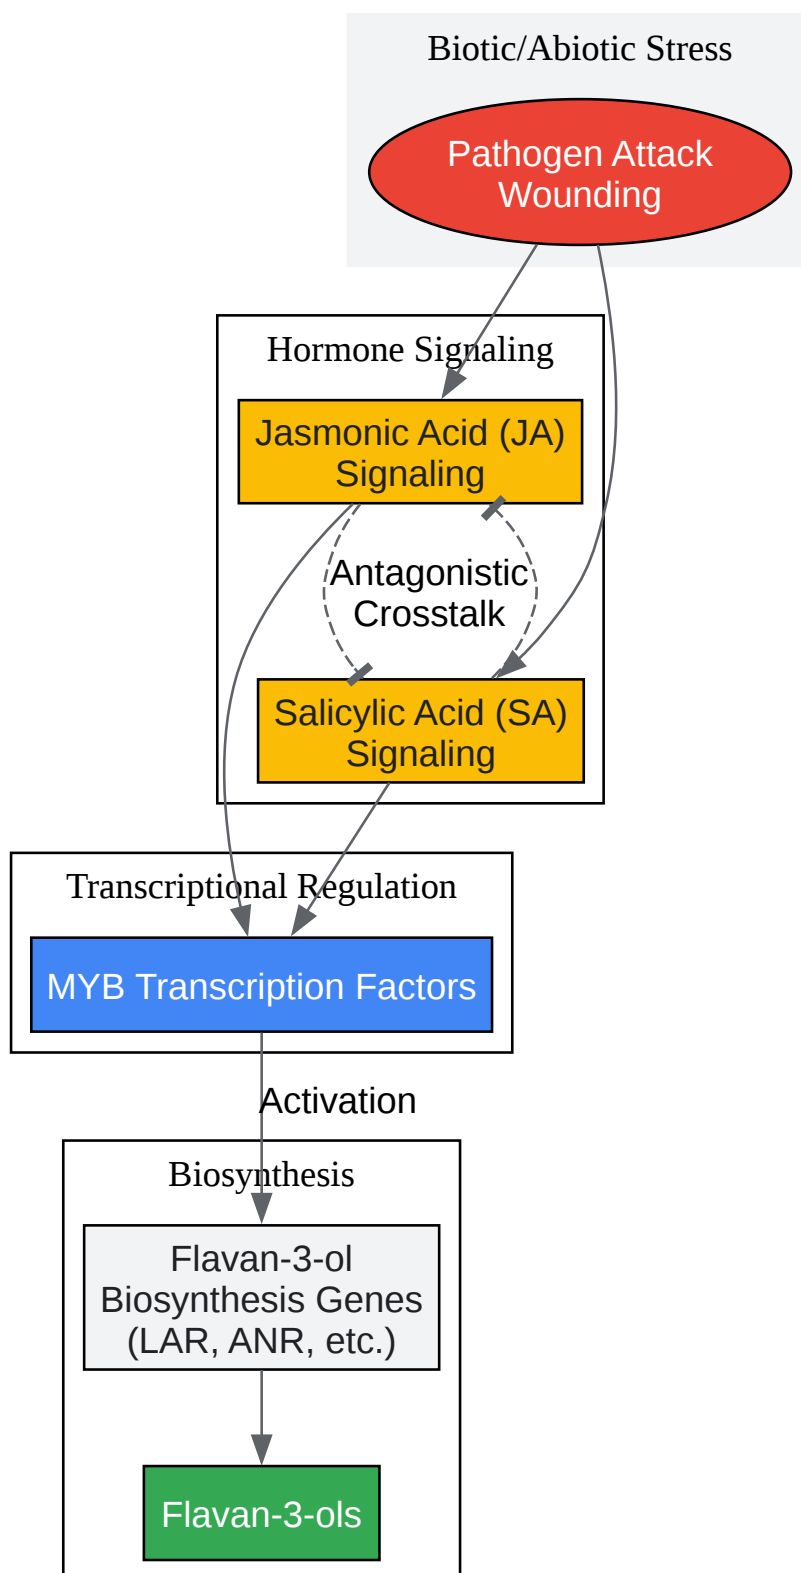 Biotic/Abiotic Stress
Pathogen Attack
Wounding
Hormone Signaling
Jasmonic Acid (JA)
Signaling
Antagonistic
Crosstalk
Salicylic Acid (SA)
Signaling
Transcriptional Regulation
MYB Transcription Factors
Activation
Biosynthesis
Flavan-3-ol
Biosynthesis Genes
(LAR, ANR, etc.)
Flavan-3-ols